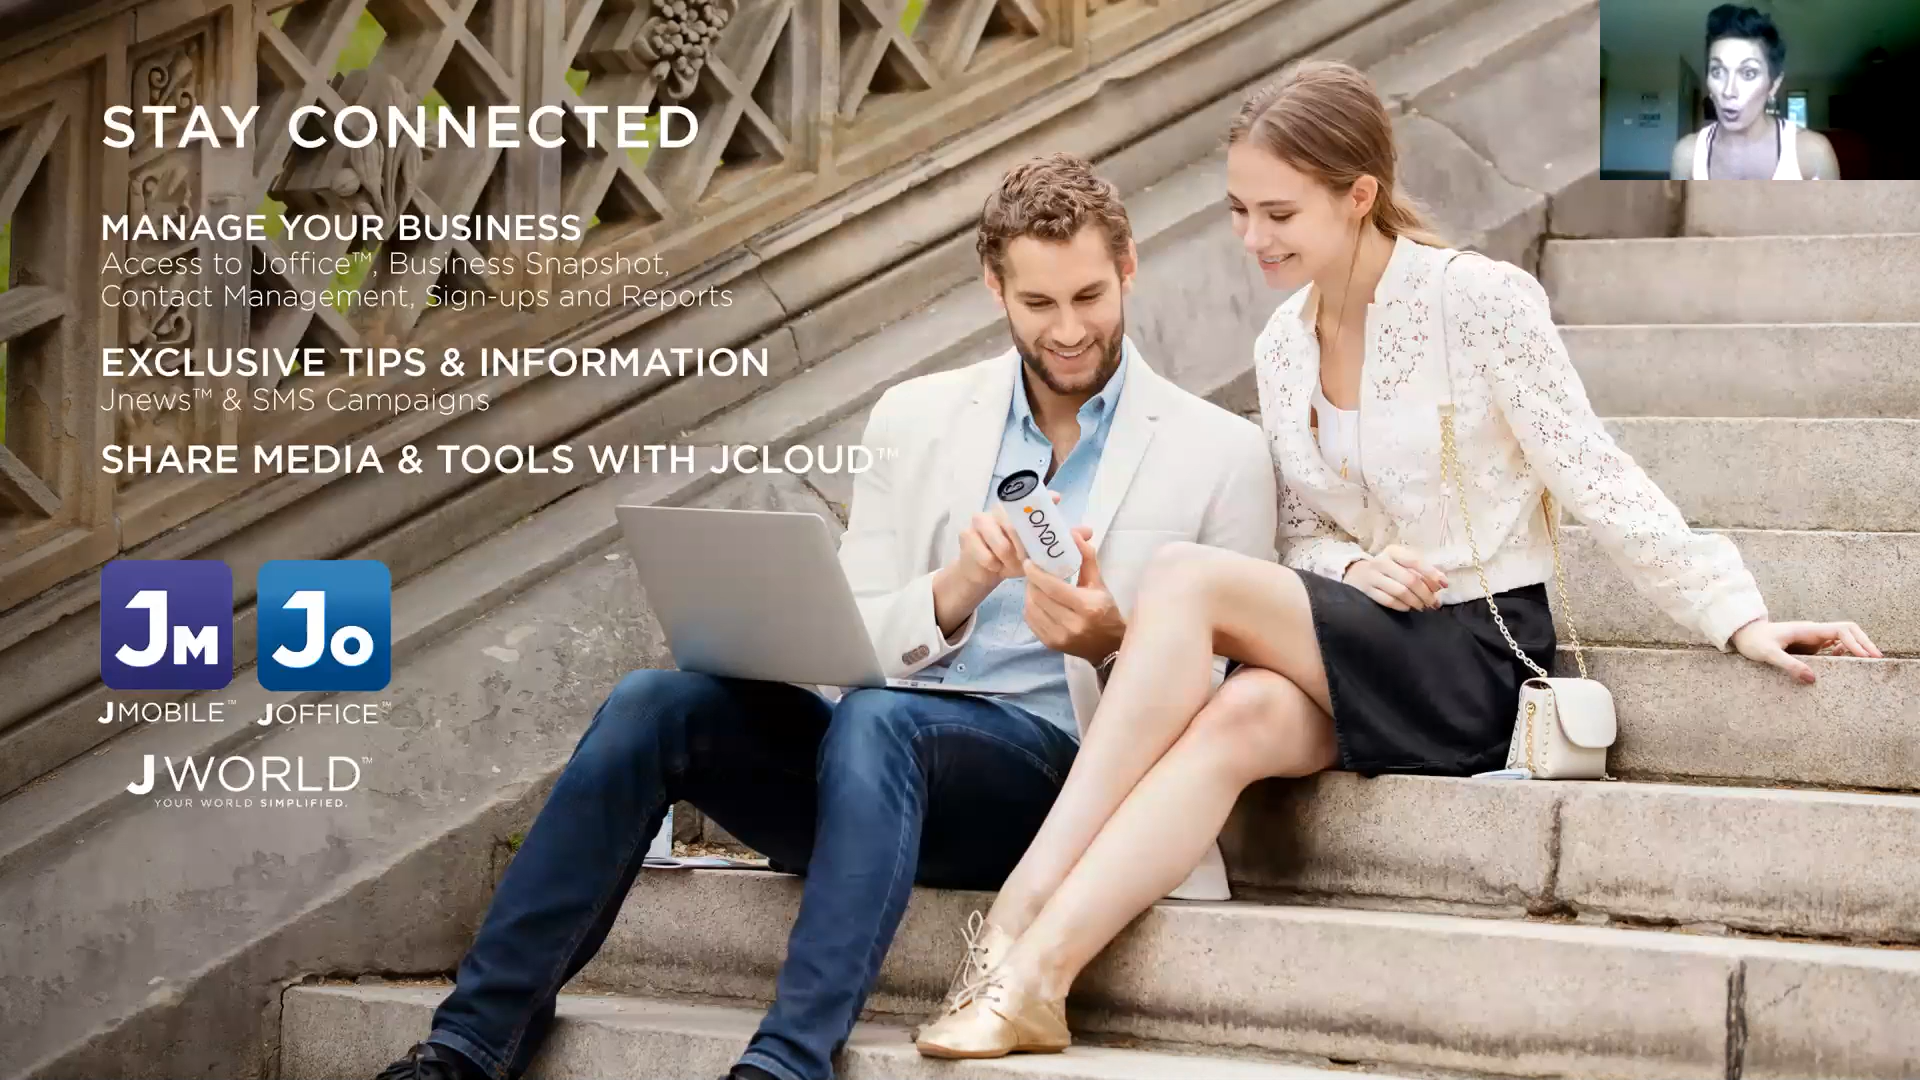 STAY CONNECTED
MANAGE YOUR BUSINESS
Access to Joffice™, Business Snapshot,
Contact Management, Sign-ups and Reports
EXCLUSIVE TIPS & INFORMATION
Jnews™ & SMS Campaigns
SHARE MEDIA & TOOLS WITH JCLOUD™
nevo
JM
Jo
JMOBILE™
JOFFICE™
JWORLD™
YOUR WORLD SIMPLIFIED.